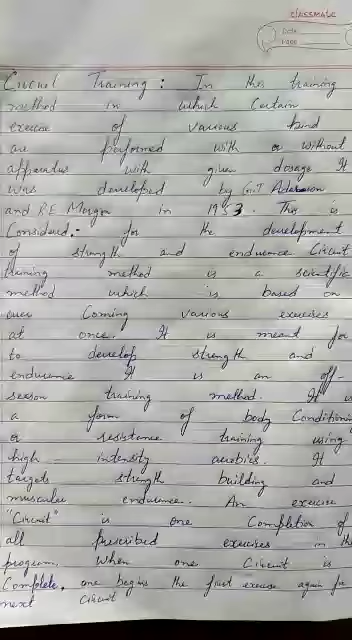 classmate
Date
Page
Circuit Training : In this training
method in which Certain
exercise of various kind
are performed with or without
apparatus with given dosage It
was developed by G.T Adamson
and R.E Morgan in 1953. This is
Considered:- for the development
of strength and endurance Circuit
training method is a scientific
method which is based on
over Coming various exercises
at once. It is meant for
to develop strength and
endurance It is an off-
season training method. It is
a form of body Conditioning
or resistance training using
high intensity aerobics. It
targets strength building and
muscular endurance. An exercise
"Circuit" is one Completion of
all prescribed exercises in the
program. When one Circuit is
Complete, one begins the first exercise again for
next circuit